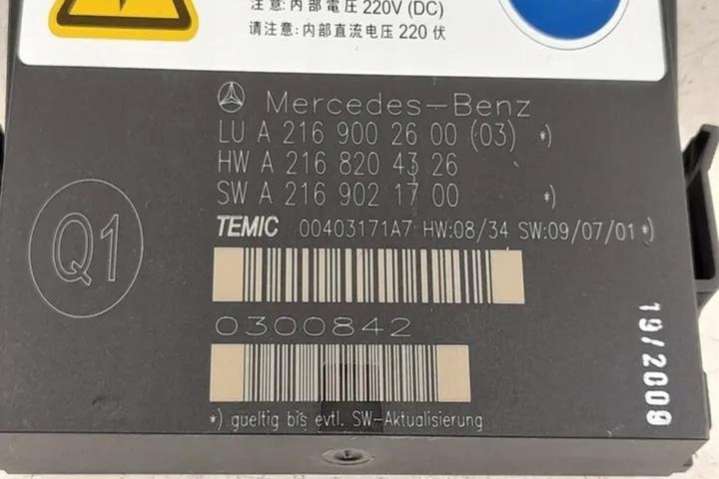 注意:内部電壓 220V (DC)
请注意:内部直流电压 220 伏
Mercedes-Benz
LU A 216 900 26 00 (03) *)
HW A 216 820 43 26
SW A 216 902 17 00 *)
TEMIC 00403171A7 HW:08/34 SW:09/07/01 *)
Q1
0300842
19/2009
*) gueltig bis evtl. SW-Aktualisierung